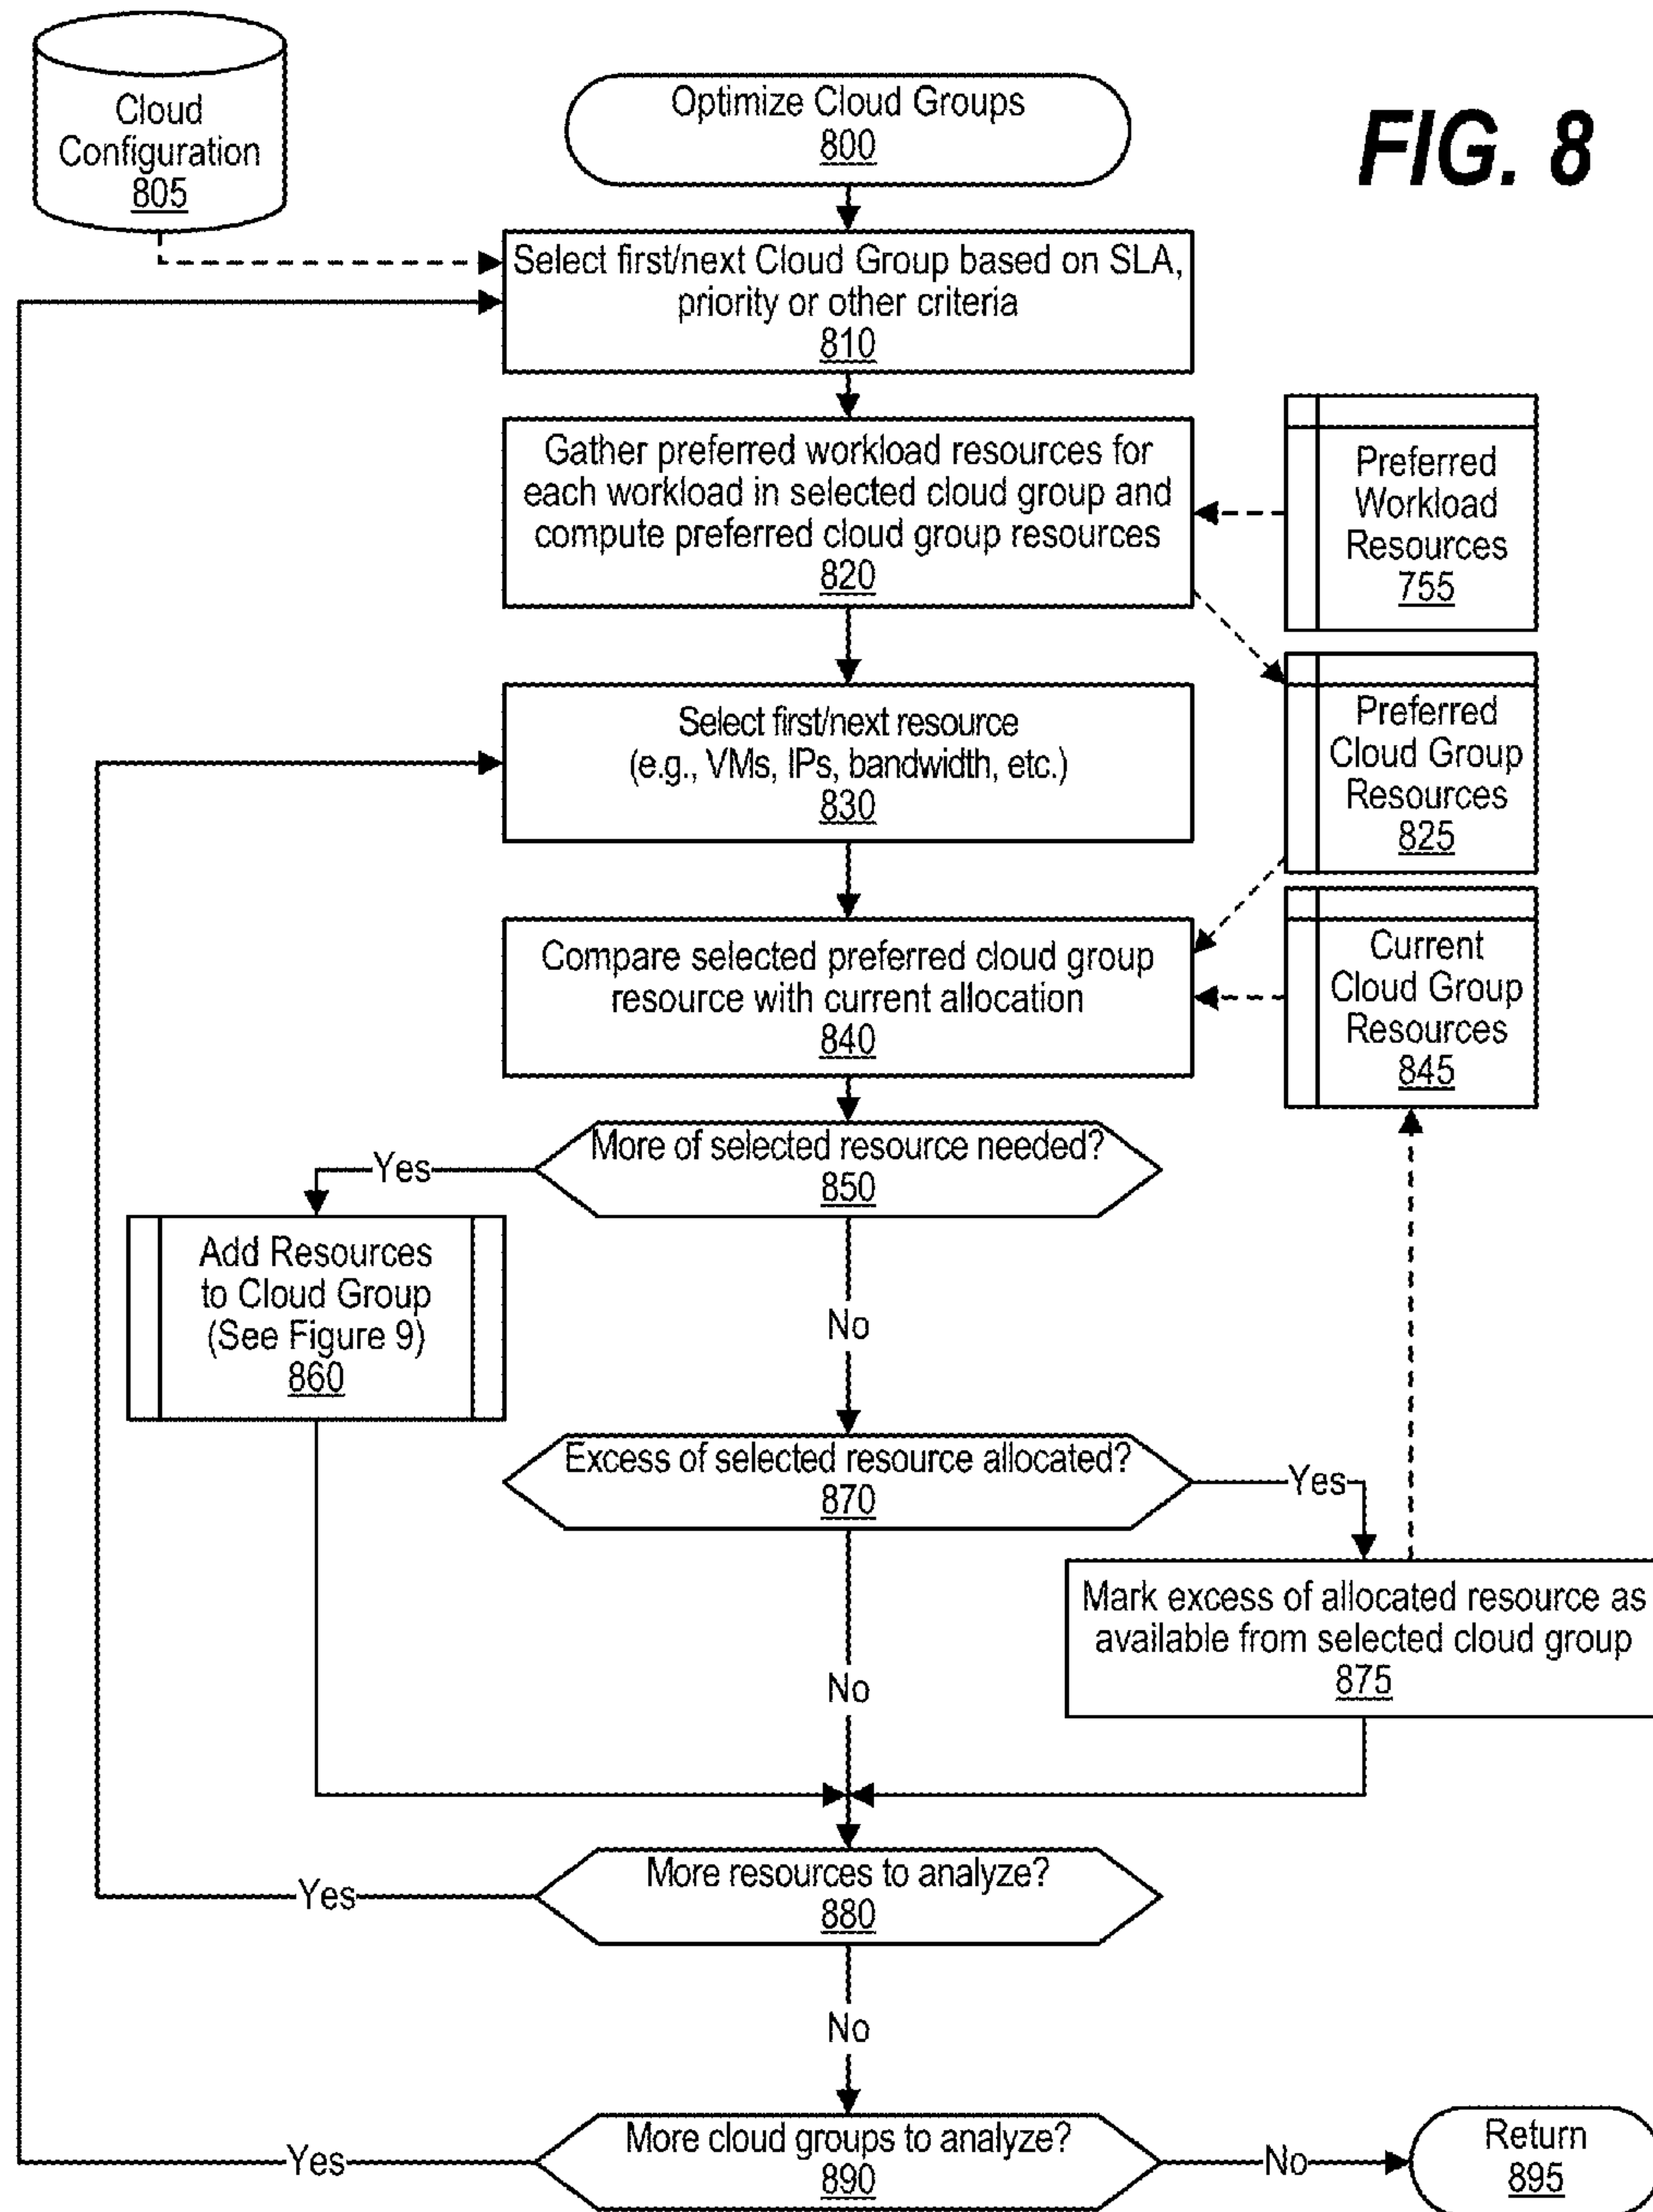 Cloud
Configuration
805
Optimize Cloud Groups
800
FIG. 8
Select first/next Cloud Group based on SLA,
priority or other criteria
810
Gather preferred workload resources for
each workload in selected cloud group and
compute preferred cloud group resources
820
Preferred
Workload
Resources
755
Select first/next resource
(e.g., VMs, IPs, bandwidth, etc.)
830
Preferred
Cloud Group
Resources
825
Compare selected preferred cloud group
resource with current allocation
840
Current
Cloud Group
Resources
845
More of selected resource needed?
850
Yes
Add Resources
to Cloud Group
(See Figure 9)
860
No
Excess of selected resource allocated?
870
Yes
Mark excess of allocated resource as
available from selected cloud group
875
No
More resources to analyze?
880
Yes
No
More cloud groups to analyze?
890
Yes
No
Return
895